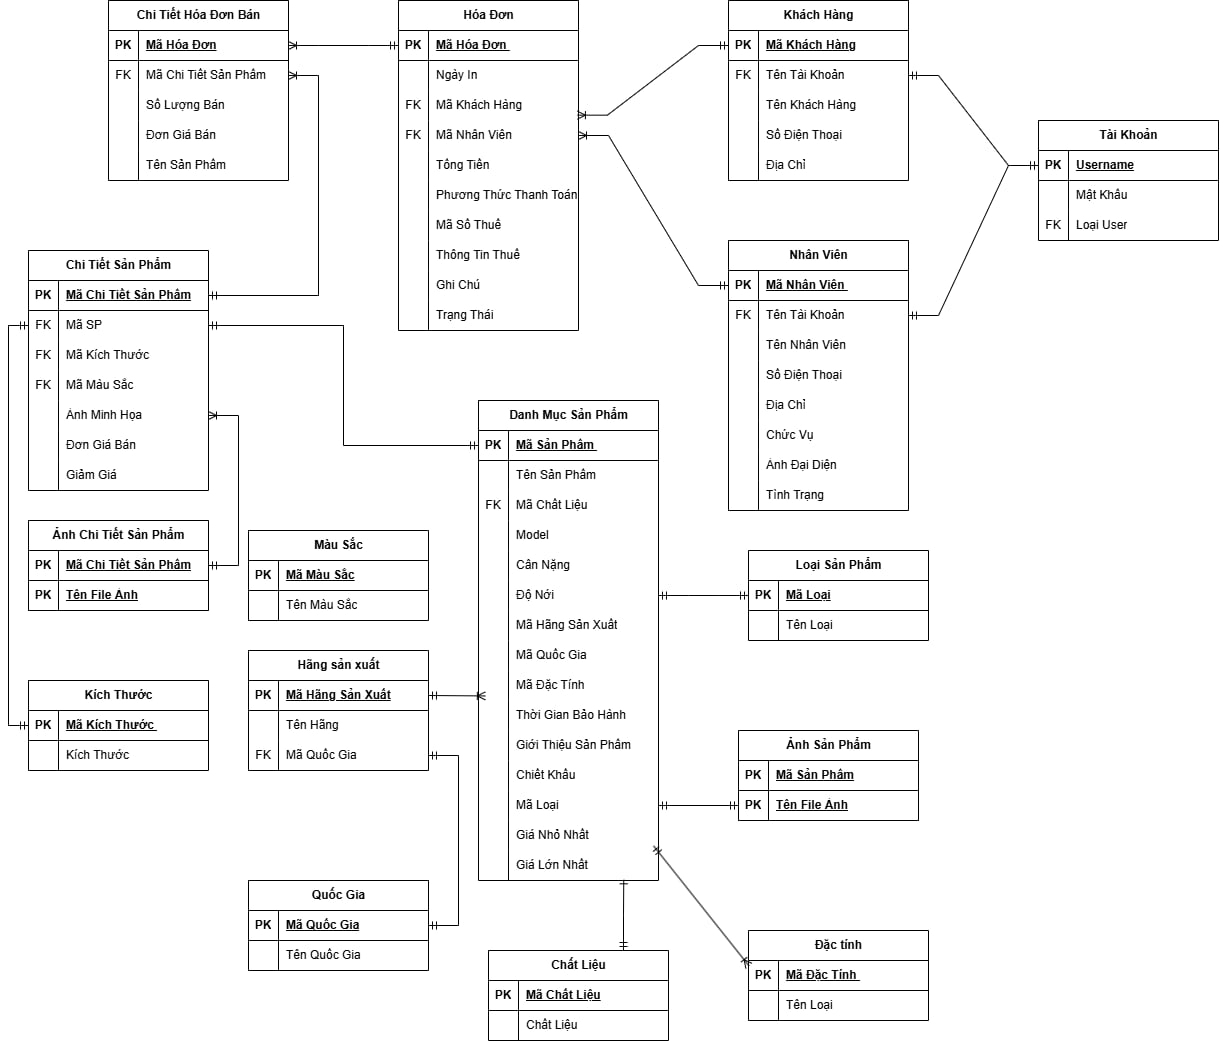 Chi Tiết Hóa Đơn Bán
PK Mã Hóa Đơn
FK Mã Chi Tiết Sản Phẩm
Số Lượng Bán
Đơn Giá Bán
Tên Sản Phẩm
Hóa Đơn
PK Mã Hóa Đơn
Ngày In
FK Mã Khách Hàng
FK Mã Nhân Viên
Tổng Tiền
Phương Thức Thanh Toán
Mã Số Thuế
Thông Tin Thuế
Ghi Chú
Trạng Thái
Khách Hàng
PK Mã Khách Hàng
FK Tên Tài Khoản
Tên Khách Hàng
Số Điện Thoại
Địa Chỉ
Tài Khoản
PK Username
Mật Khẩu
FK Loại User
Chi Tiết Sản Phẩm
PK Mã Chi Tiết Sản Phẩm
FK Mã SP
FK Mã Kích Thước
FK Mã Màu Sắc
Ảnh Minh Họa
Đơn Giá Bán
Giảm Giá
Nhân Viên
PK Mã Nhân Viên
FK Tên Tài Khoản
Tên Nhân Viên
Số Điện Thoại
Địa Chỉ
Chức Vụ
Ảnh Đại Diện
Tình Trạng
Danh Mục Sản Phẩm
PK Mã Sản Phẩm
Tên Sản Phẩm
FK Mã Chất Liệu
Model
Cân Nặng
Độ Nới
Mã Hãng Sản Xuất
Mã Quốc Gia
Mã Đặc Tính
Thời Gian Bảo Hành
Giới Thiệu Sản Phẩm
Chiết Khấu
Mã Loại
Giá Nhỏ Nhất
Giá Lớn Nhất
Ảnh Chi Tiết Sản Phẩm
PK Mã Chi Tiết Sản Phẩm
PK Tên File Ảnh
Màu Sắc
PK Mã Màu Sắc
Tên Màu Sắc
Loại Sản Phẩm
PK Mã Loại
Tên Loại
Hãng sản xuất
PK Mã Hãng Sản Xuất
Tên Hãng
FK Mã Quốc Gia
Kích Thước
PK Mã Kích Thước
Kích Thước
Ảnh Sản Phẩm
PK Mã Sản Phẩm
PK Tên File Ảnh
Quốc Gia
PK Mã Quốc Gia
Tên Quốc Gia
Chất Liệu
PK Mã Chất Liệu
Chất Liệu
Đặc tính
PK Mã Đặc Tính
Tên Loại